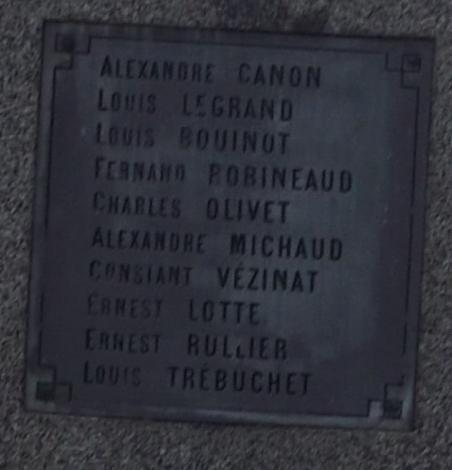 ALEXANDRE CANON
LOUIS LEGRAND
LOUIS BOUINOT
FERNAND ROBINEAUD
CHARLES OLIVET
ALEXANDRE MICHAUD
CONSTANT VÉZINAT
ERNEST LOTTE
ERNEST RULLIER
LOUIS TRÉBUCHET